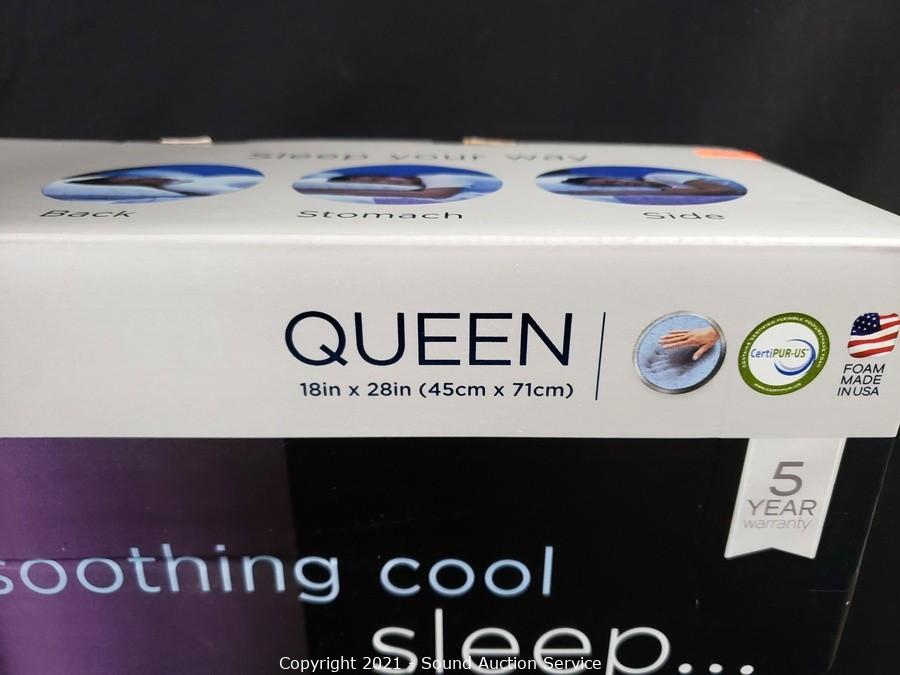 Sleep your way
Back
Stomach
Side
QUEEN
18in x 28in (45cm x 71cm)
CertiPUR-US®
FOAM
MADE
IN USA
5
YEAR
warranty
soothing cool
sleep...
Copyright 2021 - Sound Auction Service